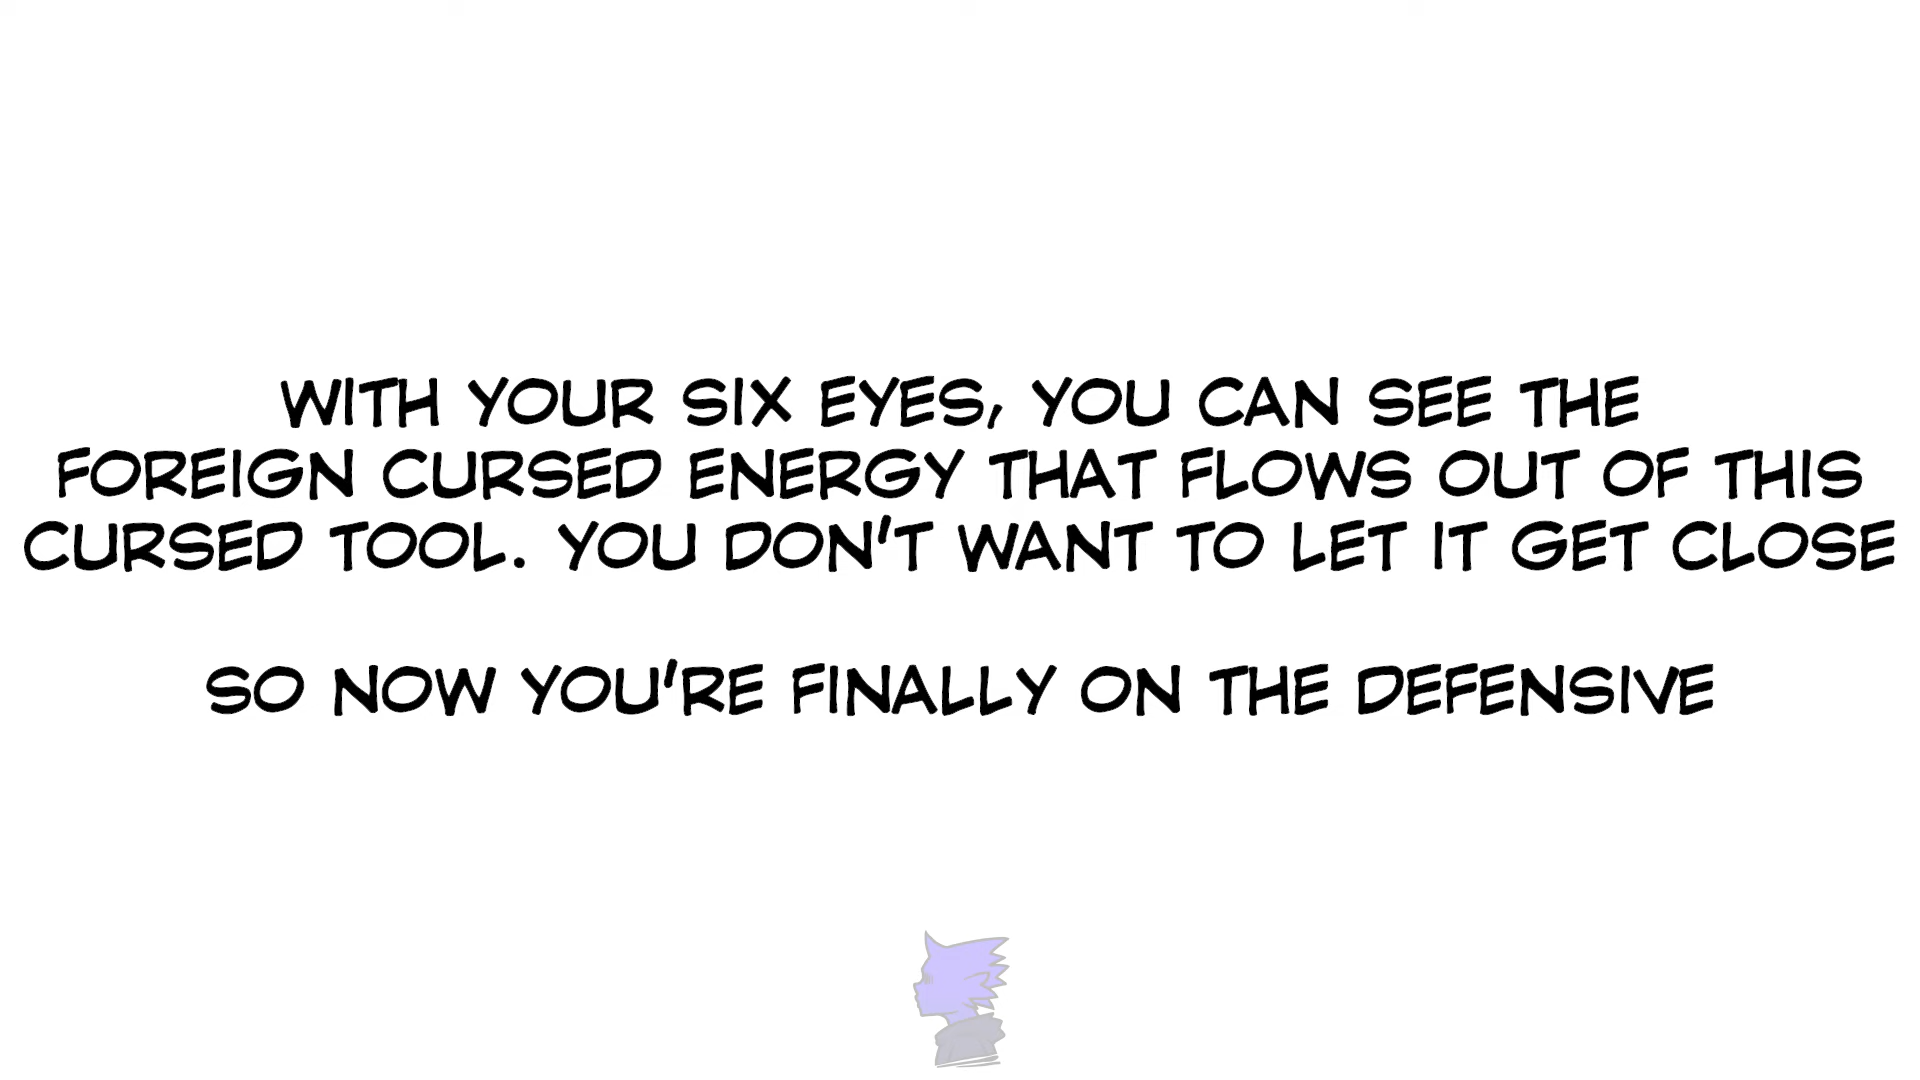 WITH YOUR SIX EYES, YOU CAN SEE THE
FOREIGN CURSED ENERGY THAT FLOWS OUT OF THIS
CURSED TOOL. YOU DON'T WANT TO LET IT GET CLOSE
SO NOW YOU'RE FINALLY ON THE DEFENSIVE